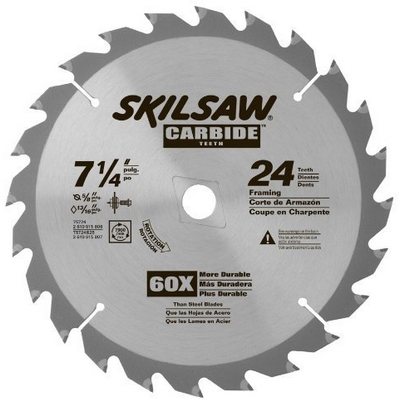 SKILSAW®
CARBIDE™
TEETH
7 1/4" pulg. po
24 Teeth
Dientes
Dents
Framing
Corte de Armazón
Coupe en Charpente
ROTATION
ROTACION
60X
More Durable
Más Duradera
Plus Durable
Than Steel Blades
Que las Hojas de Acero
Que les Lames en Acier